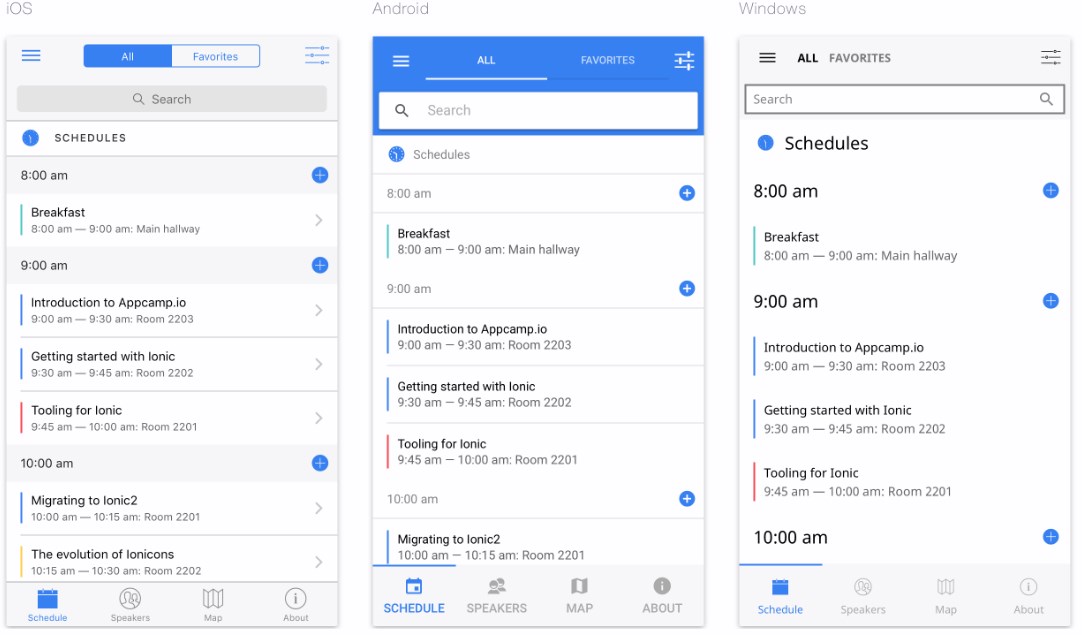 iOS
All Favorites
Search
SCHEDULES
8:00 am
Breakfast
8:00 am — 9:00 am: Main hallway
9:00 am
Introduction to Appcamp.io
9:00 am — 9:30 am: Room 2203
Getting started with Ionic
9:30 am — 9:45 am: Room 2202
Tooling for Ionic
9:45 am — 10:00 am: Room 2201
10:00 am
Migrating to Ionic2
10:00 am — 10:15 am: Room 2201
The evolution of Ionicons
10:15 am — 10:30 am: Room 2202
Schedule Speakers Map About
Android
ALL FAVORITES
Search
Schedules
8:00 am
Breakfast
8:00 am — 9:00 am: Main hallway
9:00 am
Introduction to Appcamp.io
9:00 am — 9:30 am: Room 2203
Getting started with Ionic
9:30 am — 9:45 am: Room 2202
Tooling for Ionic
9:45 am — 10:00 am: Room 2201
10:00 am
Migrating to Ionic2
10:00 am — 10:15 am: Room 2201
SCHEDULE SPEAKERS MAP ABOUT
Windows
ALL FAVORITES
Search
Schedules
8:00 am
Breakfast
8:00 am — 9:00 am: Main hallway
9:00 am
Introduction to Appcamp.io
9:00 am — 9:30 am: Room 2203
Getting started with Ionic
9:30 am — 9:45 am: Room 2202
Tooling for Ionic
9:45 am — 10:00 am: Room 2201
10:00 am
Schedule Speakers Map About